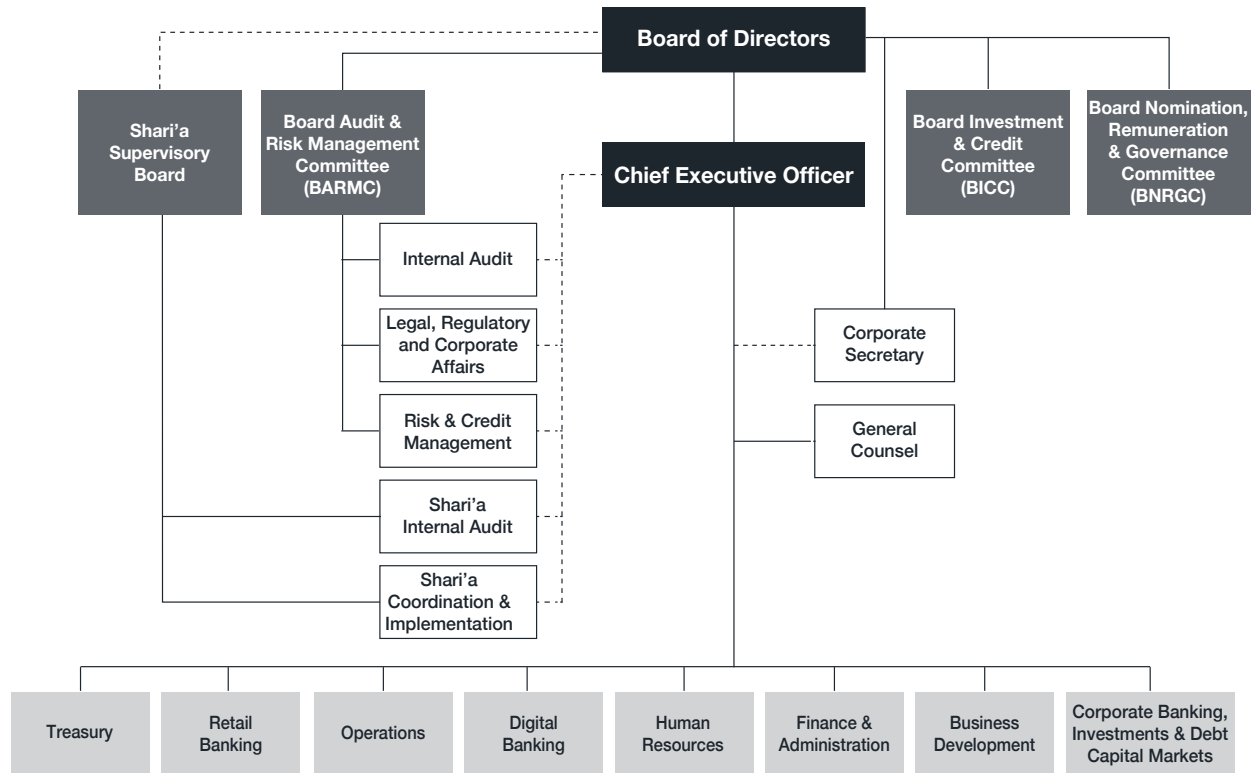 Board of Directors
Shari’a
Supervisory
Board
Board Audit &
Risk Management
Committee
(BARMC)
Chief Executive Officer
Board Investment
& Credit
Committee
(BICC)
Board Nomination,
Remuneration
& Governance
Committee
(BNRGC)
Internal Audit
Legal, Regulatory
and Corporate
Affairs
Risk & Credit
Management
Shari’a
Internal Audit
Shari’a
Coordination &
Implementation
Corporate
Secretary
General
Counsel
Treasury
Retail
Banking
Operations
Digital
Banking
Human
Resources
Finance &
Administration
Business
Development
Corporate Banking,
Investments & Debt
Capital Markets